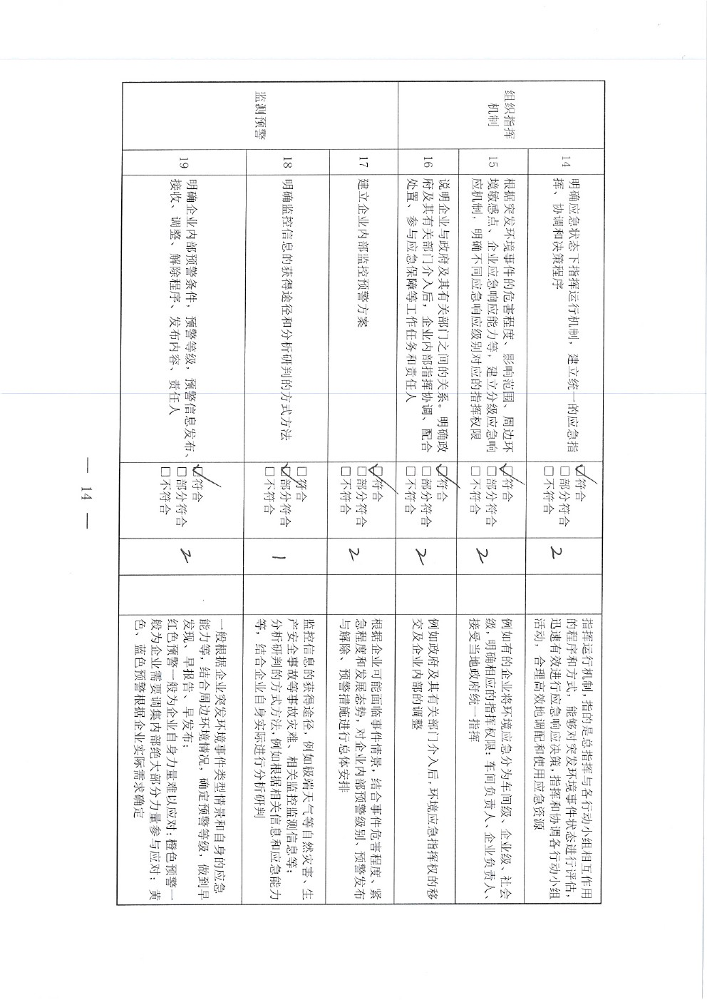 组织指挥
机制
14
明确应急状态下指挥运行机制，建立统一的应急指
挥、协调和决策程序
☑符合
□部分符合
□不符合
2
指挥运行机制，指的是总指挥与各行动小组相互作用
的程序和方式，能够对突发环境事件状态进行评估，
迅速有效进行应急响应决策，指挥和协调各行动小组
活动，合理高效地调配和使用应急资源
15
根据突发环境事件的危害程度、影响范围、周边环
境敏感点、企业应急响应能力等，建立分级应急响
应机制，明确不同应急响应级别对应的指挥权限
☑符合
□部分符合
□不符合
2
例如有的企业将环境应急分为车间级、企业级、社会
级，明确相应的指挥权限：车间负责人、企业负责人、
接受当地政府统一指挥
16
说明企业与政府及其有关部门之间的关系。明确政
府及其有关部门介入后，企业内部指挥协调、配合
处置、参与应急保障等工作任务和责任人
☑符合
□部分符合
□不符合
2
例如政府及其有关部门介入后，环境应急指挥权的移
交及企业内部的调整
监测预警
17
建立企业内部监控预警方案
☑符合
□部分符合
□不符合
2
根据企业可能面临事件情景，结合事件危害程度、紧
急程度和发展态势，对企业内部预警级别、预警发布
与解除、预警措施进行总体安排
18
明确监控信息的获得途径和分析研判的方式方法
□符合
☑部分符合
□不符合
1
监控信息的获得途径，例如极端天气等自然灾害、生
产安全事故等事故灾难、相关监控监测信息等；
分析研判的方式方法，例如根据相关信息和应急能力
等，结合企业自身实际进行分析研判
19
明确企业内部预警条件，预警等级，预警信息发布、
接收、调整、解除程序、发布内容、责任人
☑符合
□部分符合
□不符合
2
一般根据企业突发环境事件类型情景和自身的应急
能力等，结合周边环境情况，确定预警等级，做到早
发现、早报告、早发布；
红色预警一般为企业自身力量难以应对；橙色预警一
般为企业需要调集内部绝大部分力量参与应对；黄
色、蓝色预警根据企业实际需求确定
— 14 —